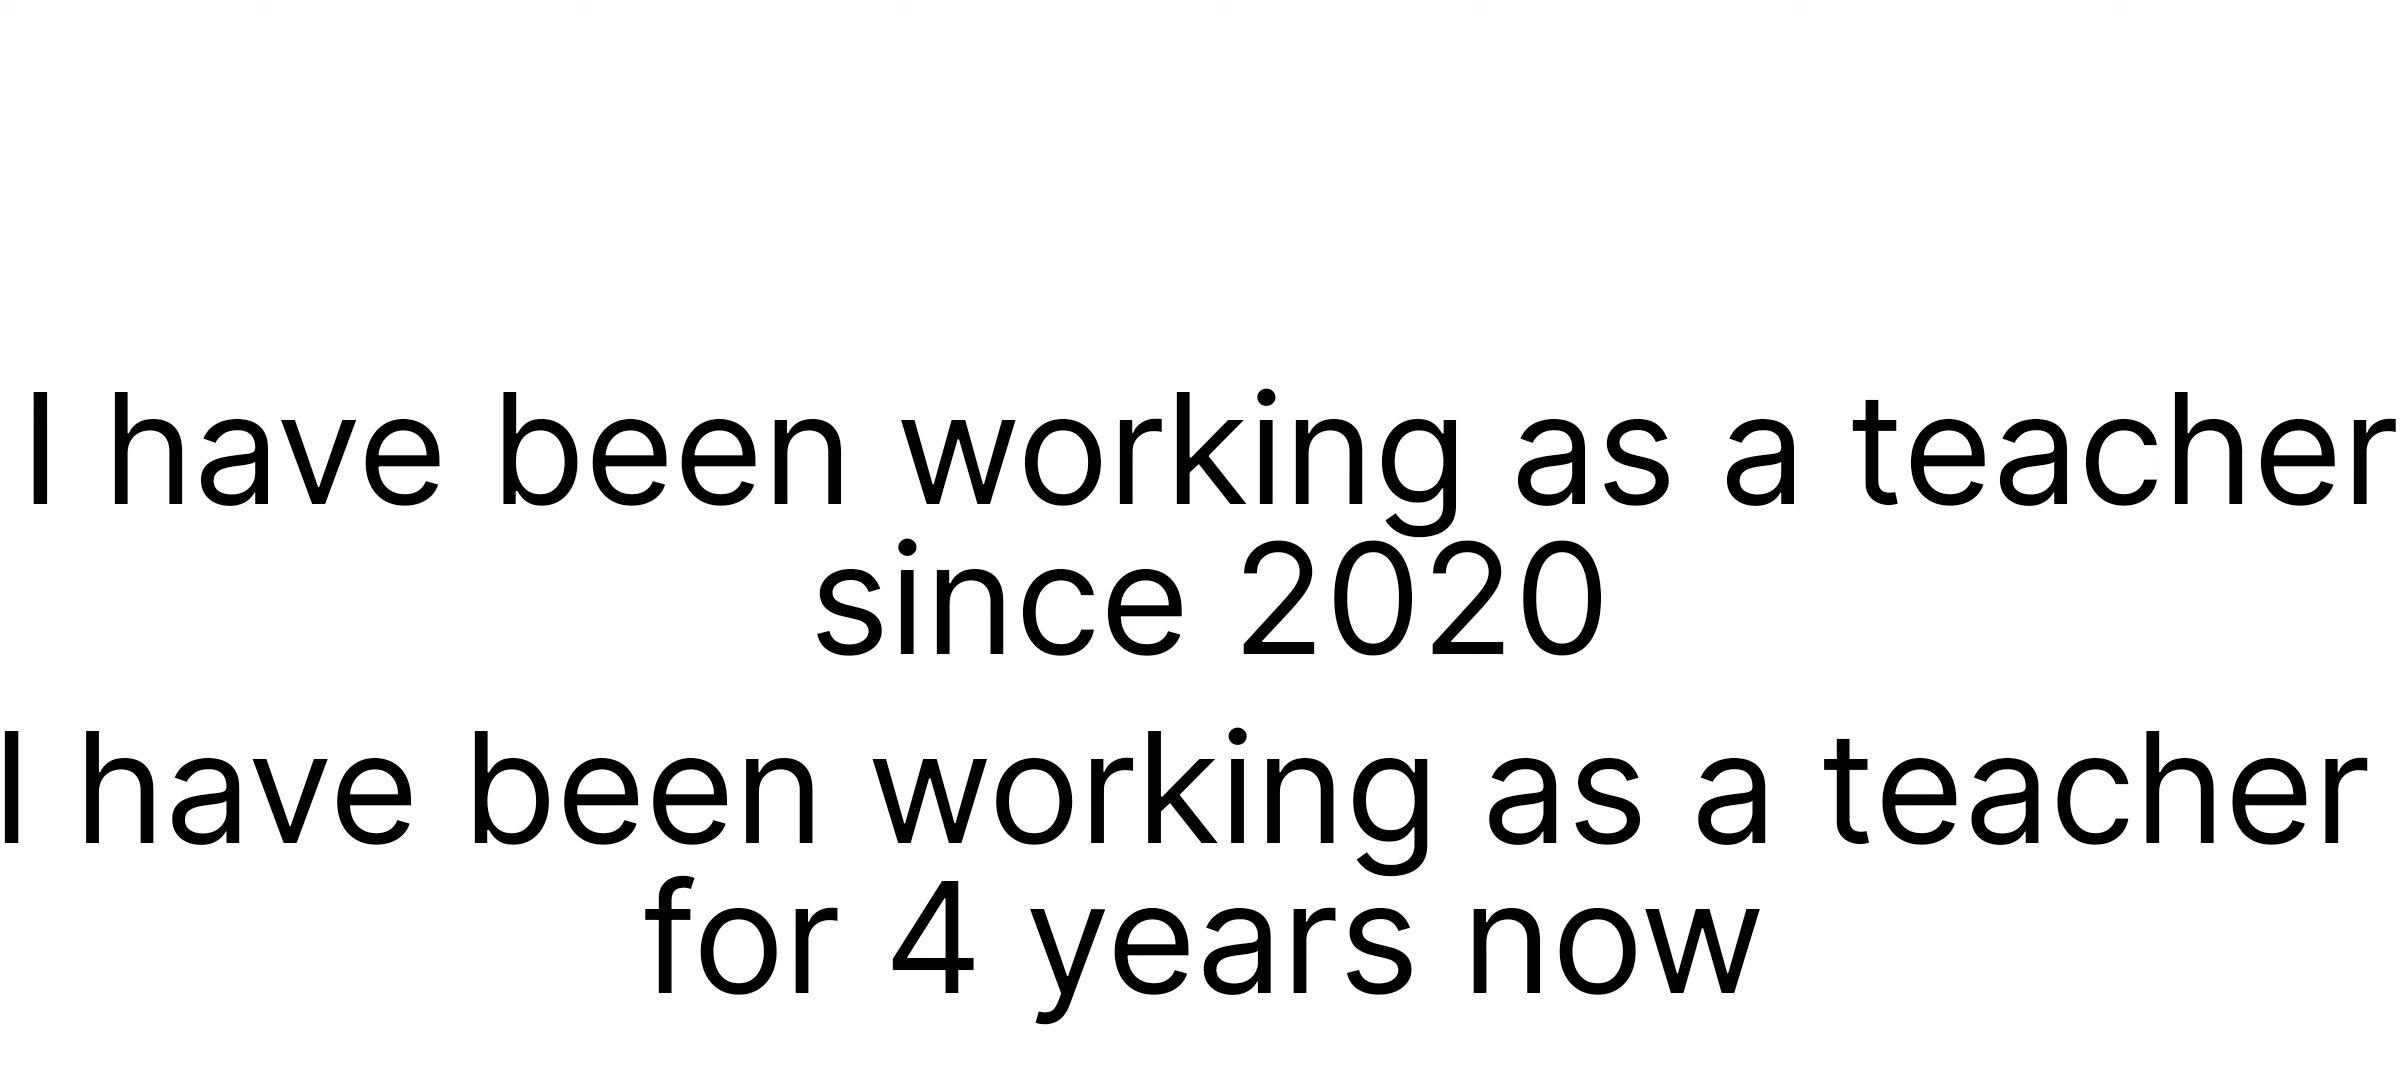 I have been working as a teacher
since 2020
I have been working as a teacher
for 4 years now